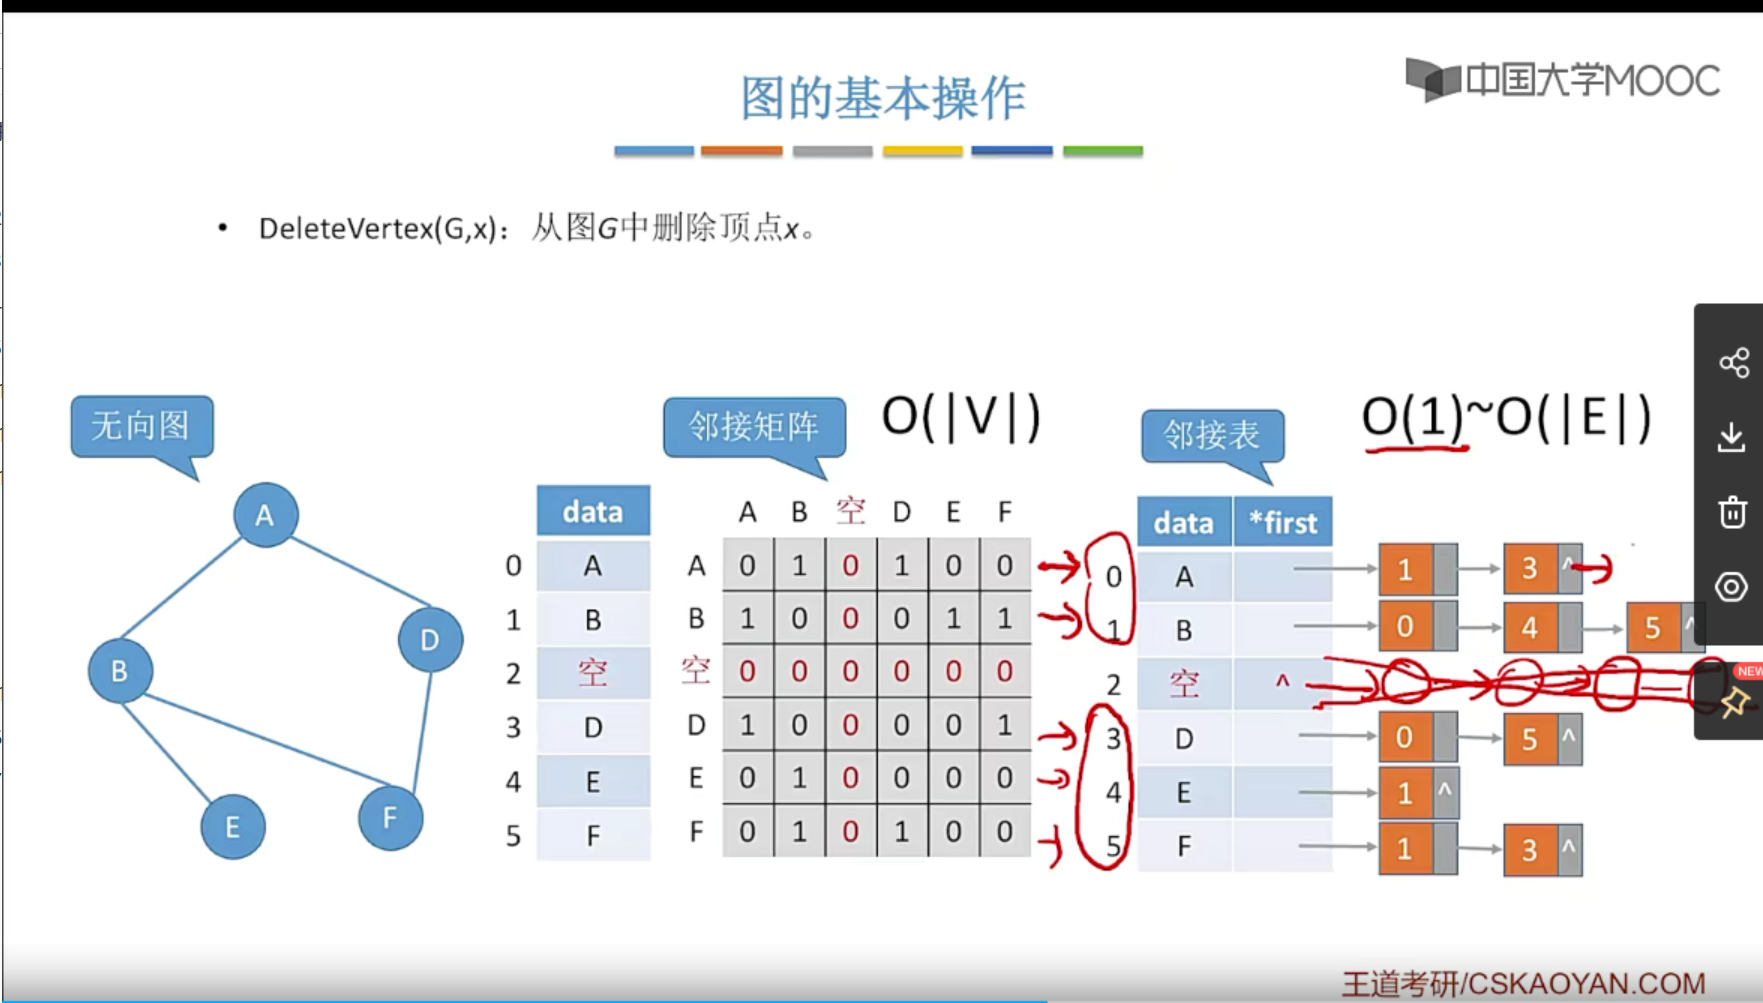 中国大学MOOC
图的基本操作
• DeleteVertex(G,x)：从图G中删除顶点x。
无向图
邻接矩阵 O(|V|)
邻接表 O(1)~O(|E|)
A
B
D
E
F
data
0 A
1 B
2 空
3 D
4 E
5 F
A B 空 D E F
A 0 1 0 1 0 0
B 1 0 0 0 1 1
空 0 0 0 0 0 0
D 1 0 0 0 0 1
E 0 1 0 0 0 0
F 0 1 0 1 0 0
data *first
0 A 1 3 ^
1 B 0 4 5 ^
2 空 ^
3 D 0 5 ^
4 E 1 ^
5 F 1 3 ^
NEW
王道考研/CSKAOYAN.COM